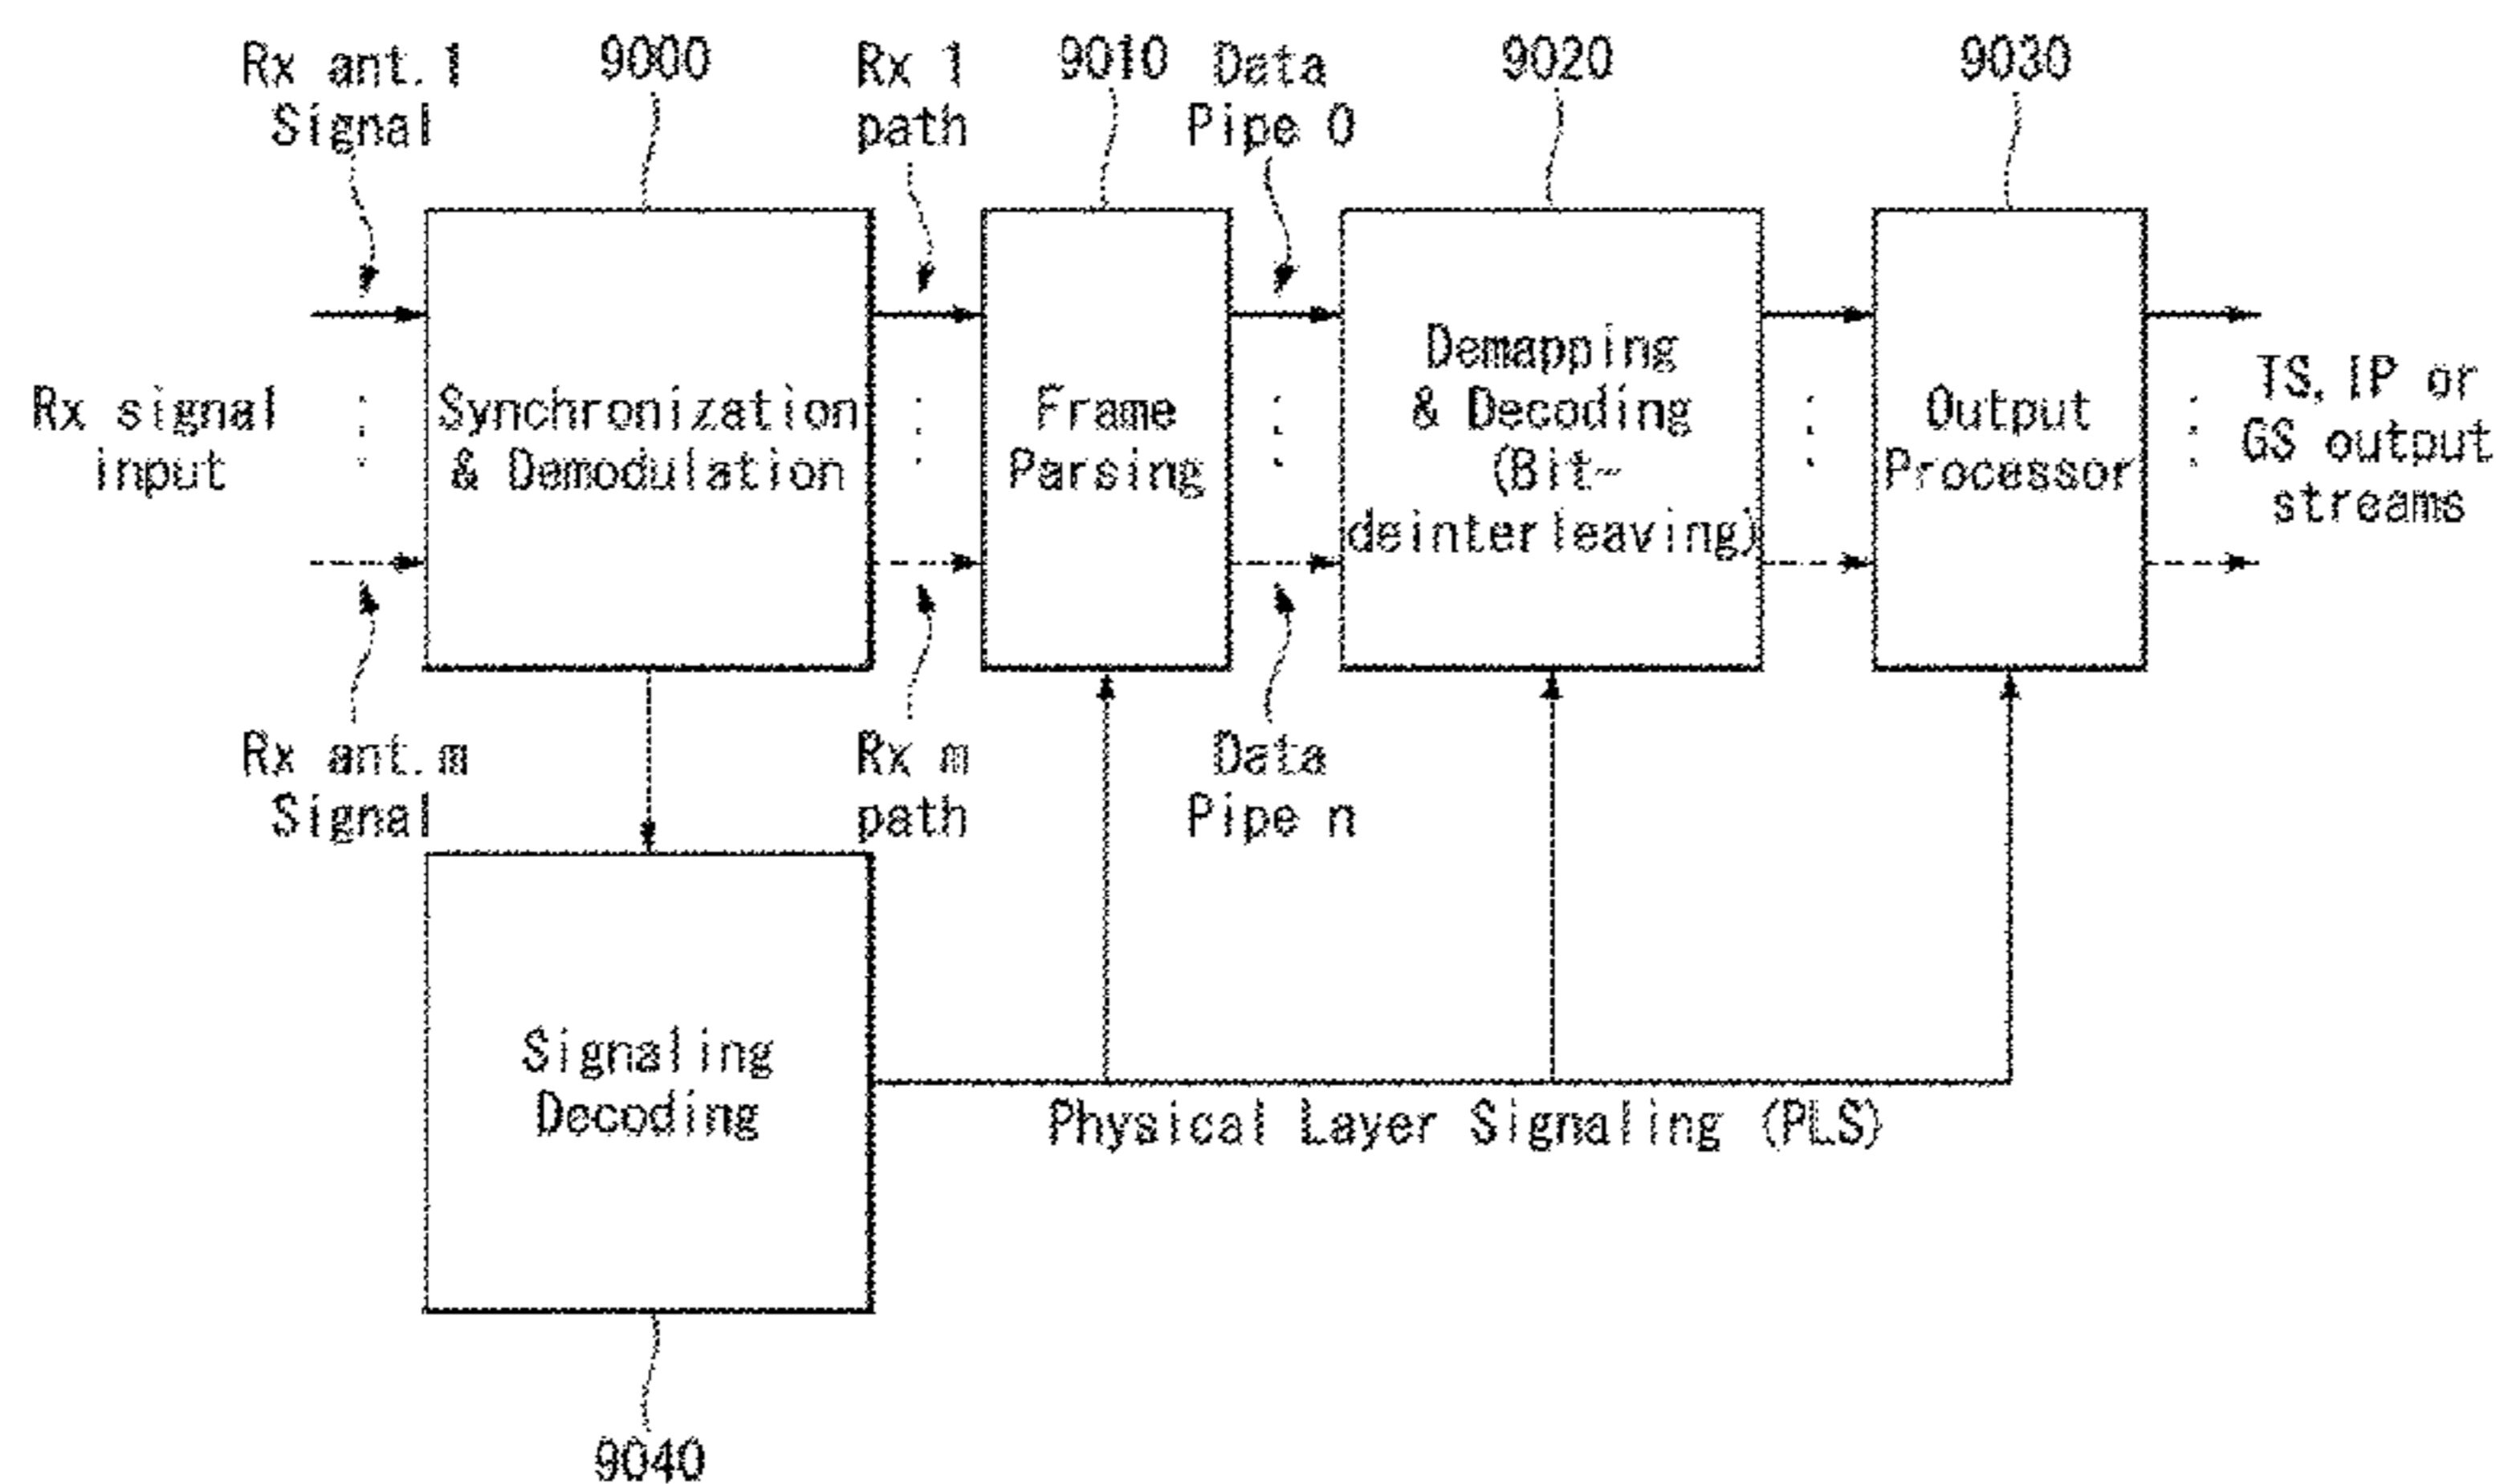 Rx ant.1
Signal
9000
Rx 1
path
9010
Data
Pipe 0
9020
9030
Rx signal
input
Synchronization
& Demodulation
Frame
Parsing
Demapping
& Decoding
(Bit-
deinterleaving)
Output
Processor
TS, IP or
GS output
streams
Rx ant.m
Signal
Rx m
path
Data
Pipe n
Signaling
Decoding
Physical Layer Signaling (PLS)
9040